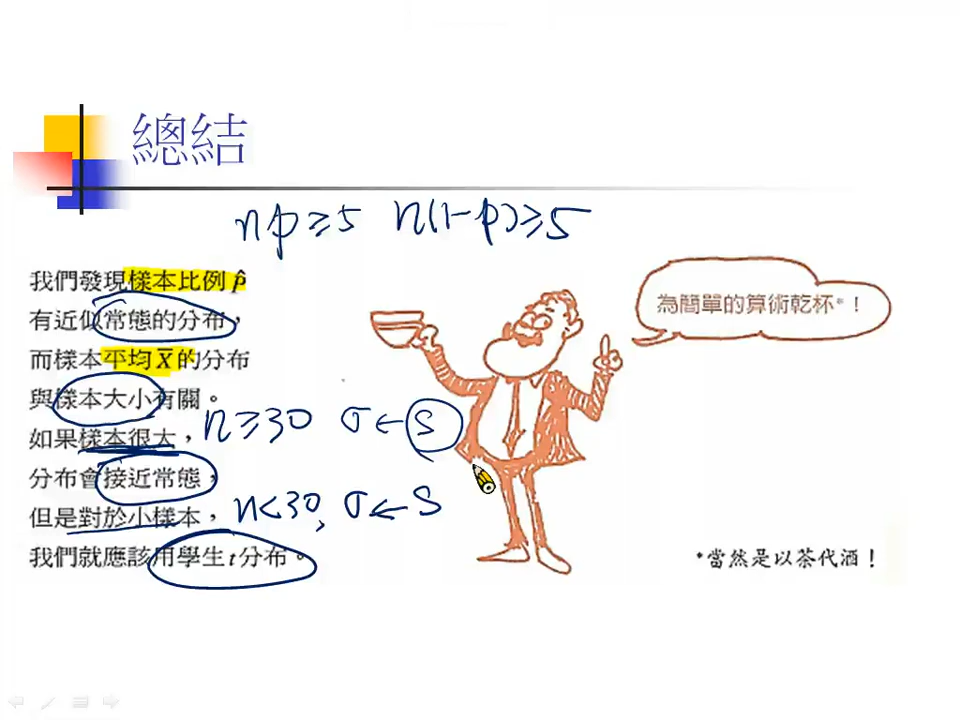 總結
np≥5 n(1-p)≥5
我們發現樣本比例 p̂
有近似常態的分布，
而樣本平均 X̄ 的分布
與樣本大小有關。
如果樣本很大， n≥30 σ←S
分布會接近常態，
但是對於小樣本， n<30, σ←S
我們就應該用學生 t 分布。
為簡單的算術乾杯*！
*當然是以茶代酒！